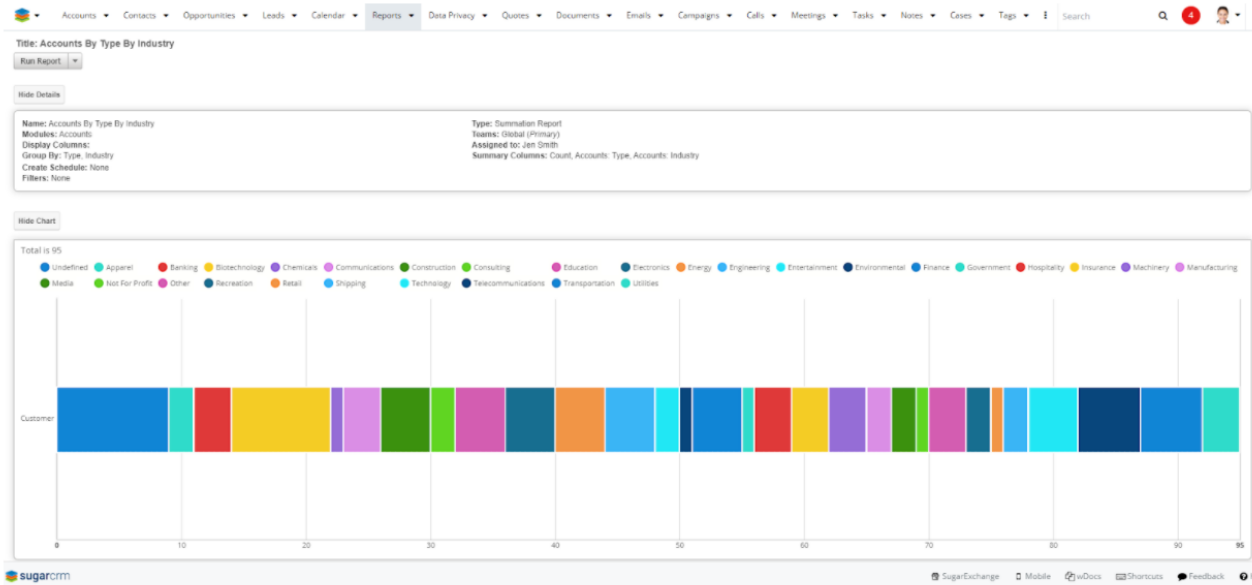 Accounts Contacts Opportunities Leads Calendar Reports Data Privacy Quotes Documents Emails Campaigns Calls Meetings Tasks Notes Cases Tags Search 4
Title: Accounts By Type By Industry
Run Report
Hide Details
Name: Accounts By Type By Industry
Modules: Accounts
Display Columns:
Group By: Type, Industry
Create Schedule: None
Filters: None
Type: Summation Report
Teams: Global (Primary)
Assigned to: Jen Smith
Summary Columns: Count, Accounts: Type, Accounts: Industry
Hide Chart
Total is 95
Undefined Apparel Banking Biotechnology Chemicals Communications Construction Consulting Education Electronics Energy Engineering Entertainment Environmental Finance Government Hospitality Insurance Machinery Manufacturing
Media Not For Profit Other Recreation Retail Shipping Technology Telecommunications Transportation Utilities
Customer
0 10 20 30 40 50 60 70 80 90 95
sugarcrm SugarExchange Mobile wDocs Shortcuts Feedback